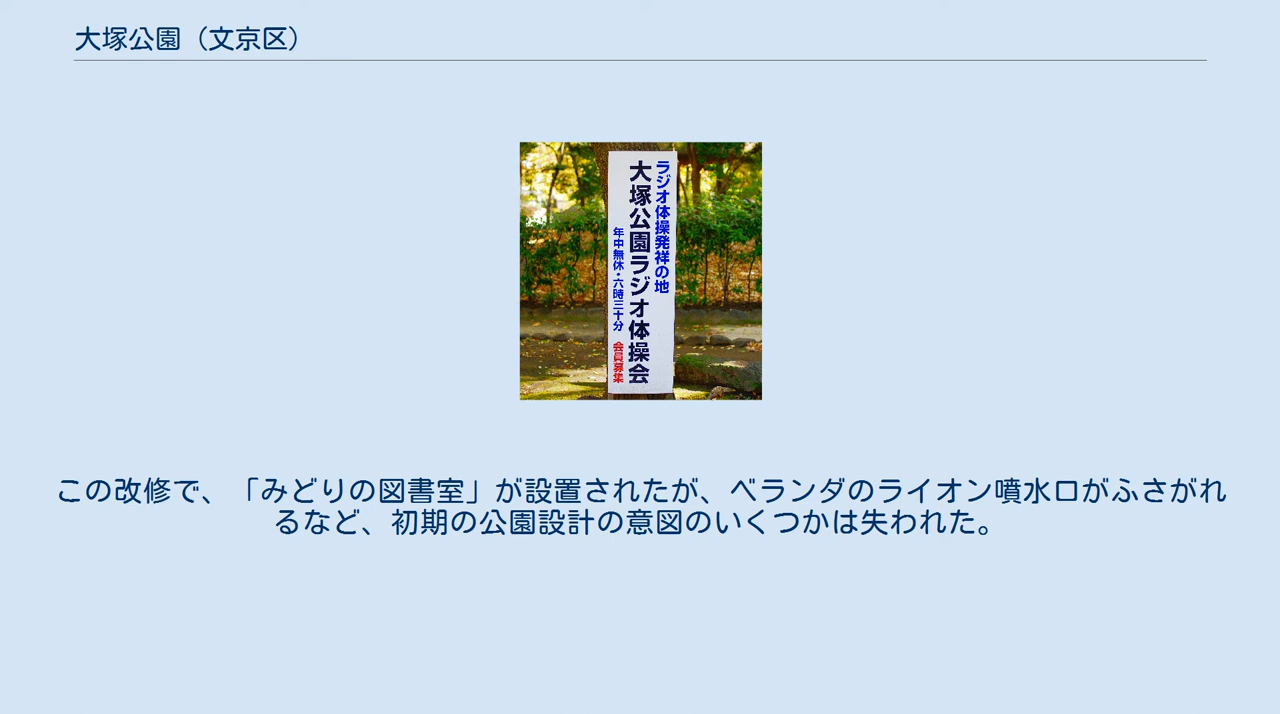 大塚公園（文京区）
ラジオ体操発祥の地
大塚公園ラジオ体操会
年中無休・六時三十分 会員募集
この改修で、「みどりの図書室」が設置されたが、ベランダのライオン噴水口がふさがれ
るなど、初期の公園設計の意図のいくつかは失われた。